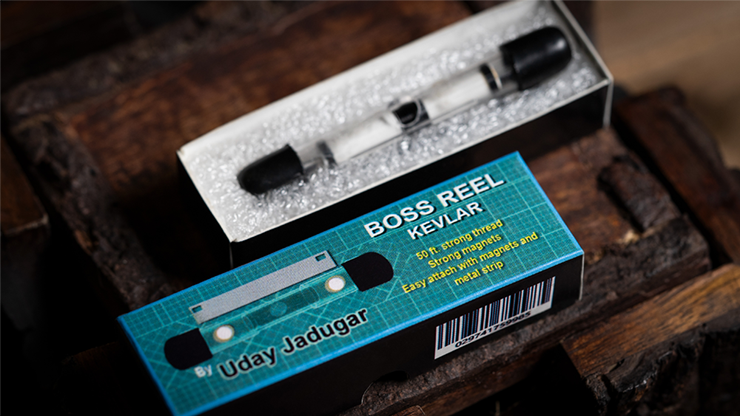 BOSS REEL
KEVLAR
50 ft. strong thread
Strong magnets
Easy attach with magnets and
metal strip
By Uday Jadugar